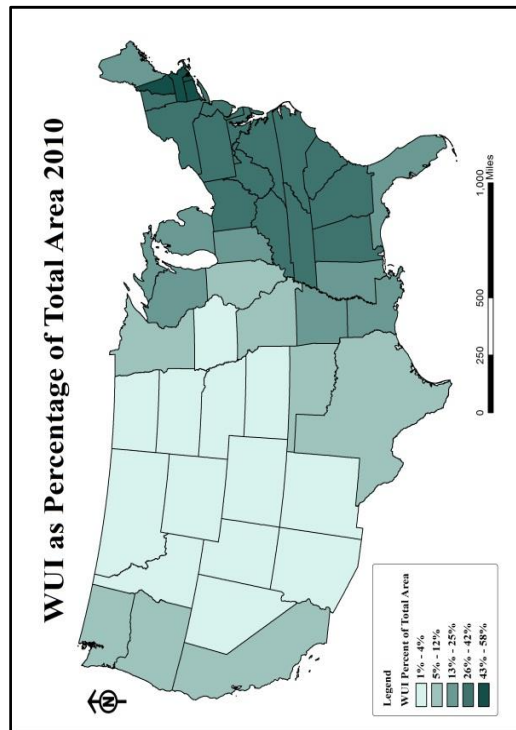 WUI as Percentage of Total Area 2010
N
Legend
WUI Percent of Total Area
1% - 4%
5% - 12%
13% - 25%
26% - 42%
43% - 58%
0 250 500 1,000
Miles